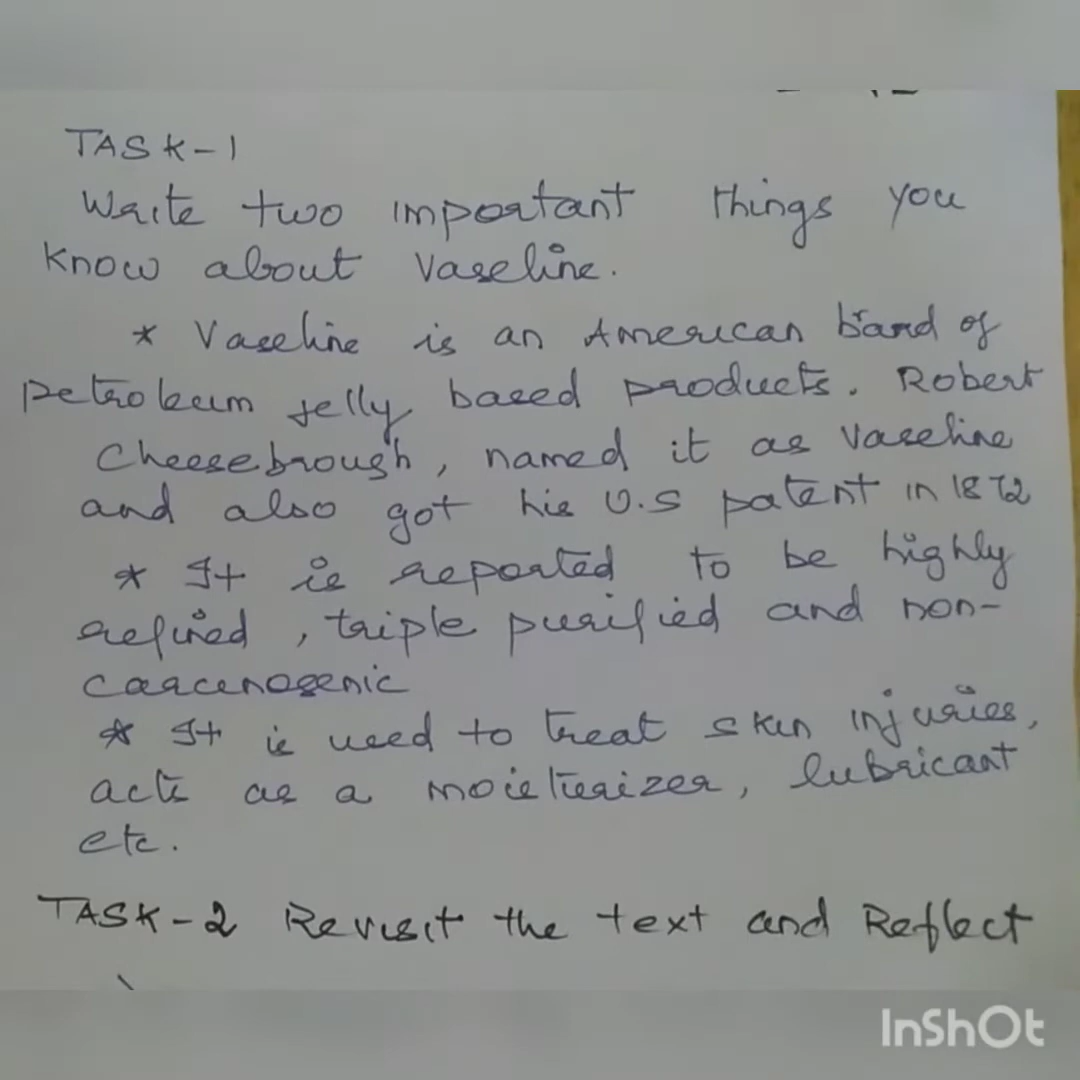 TASK-1
Write two important things you
know about Vaseline.
* Vaseline is an American brand of
petroleum jelly based products. Robert
Cheesebrough, named it as Vaseline
and also got his U.S patent in 1872
* It is reported to be highly
refined, triple purified and non-
carcenogenic
* It is used to treat skin injuries,
acts as a moisturizer, lubricant
etc.
TASK-2 Revisit the text and Reflect
InShOt